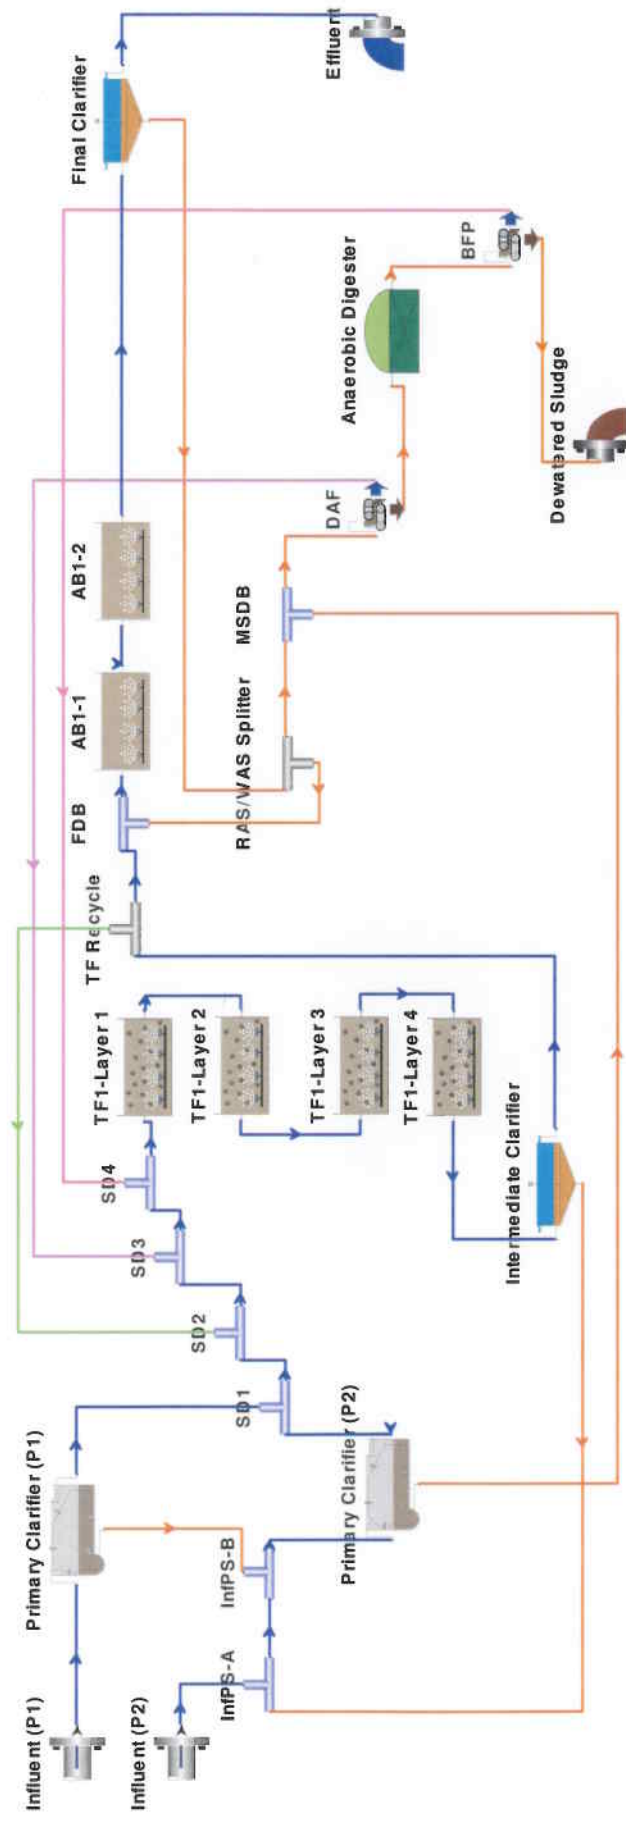 Influent (P1)
Primary Clarifier (P1)
Influent (P2)
InfPS-A
InfPS-B
Primary Clarifier (P2)
SD1
SD2
SD3
SD4
TF1-Layer 1
TF1-Layer 2
TF1-Layer 3
TF1-Layer 4
Intermediate Clarifier
TF Recycle
FDB
AB1-1
AB1-2
RAS/WAS Splitter
MSDB
DAF
Anaerobic Digester
BFP
Dewatered Sludge
Final Clarifier
Effluent